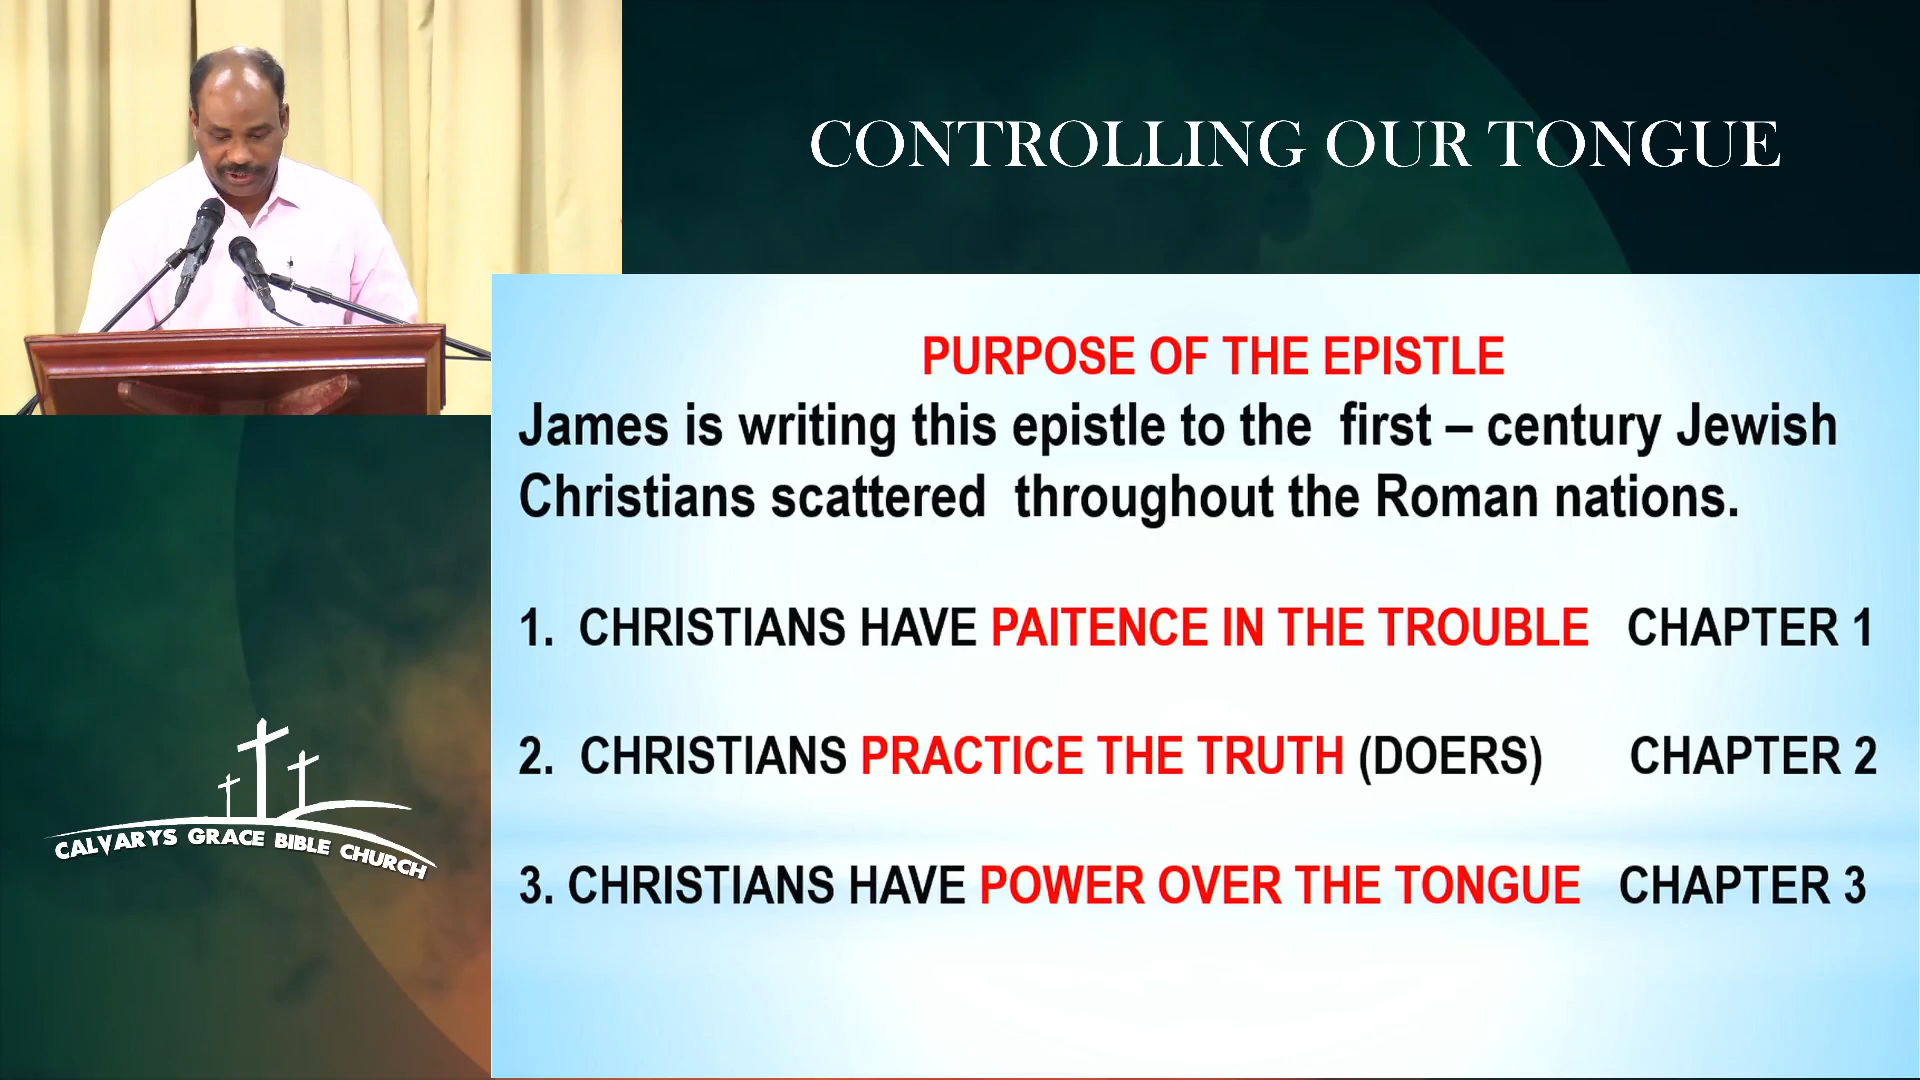 CONTROLLING OUR TONGUE
PURPOSE OF THE EPISTLE
James is writing this epistle to the first – century Jewish
Christians scattered throughout the Roman nations.
1. CHRISTIANS HAVE PAITENCE IN THE TROUBLE CHAPTER 1
2. CHRISTIANS PRACTICE THE TRUTH (DOERS) CHAPTER 2
3. CHRISTIANS HAVE POWER OVER THE TONGUE CHAPTER 3
CALVARYS GRACE BIBLE CHURCH